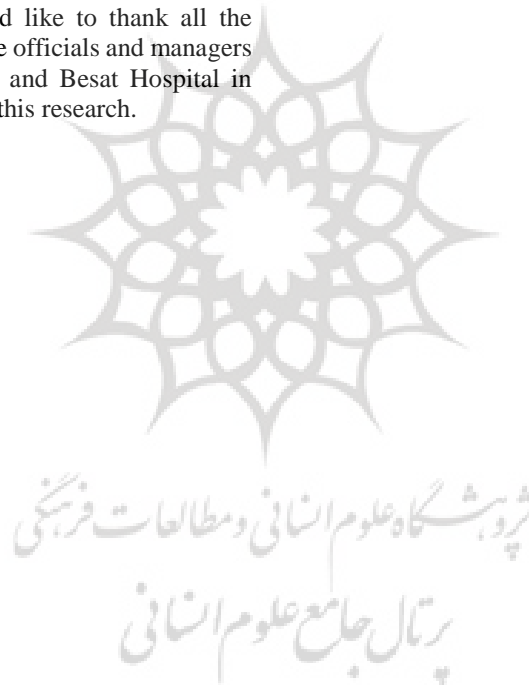 d like to thank all the
e officials and managers
and Besat Hospital in
this research.
پژوهشگاه علوم انسانی و مطالعات فرهنگی
پرتال جامع علوم انسانی